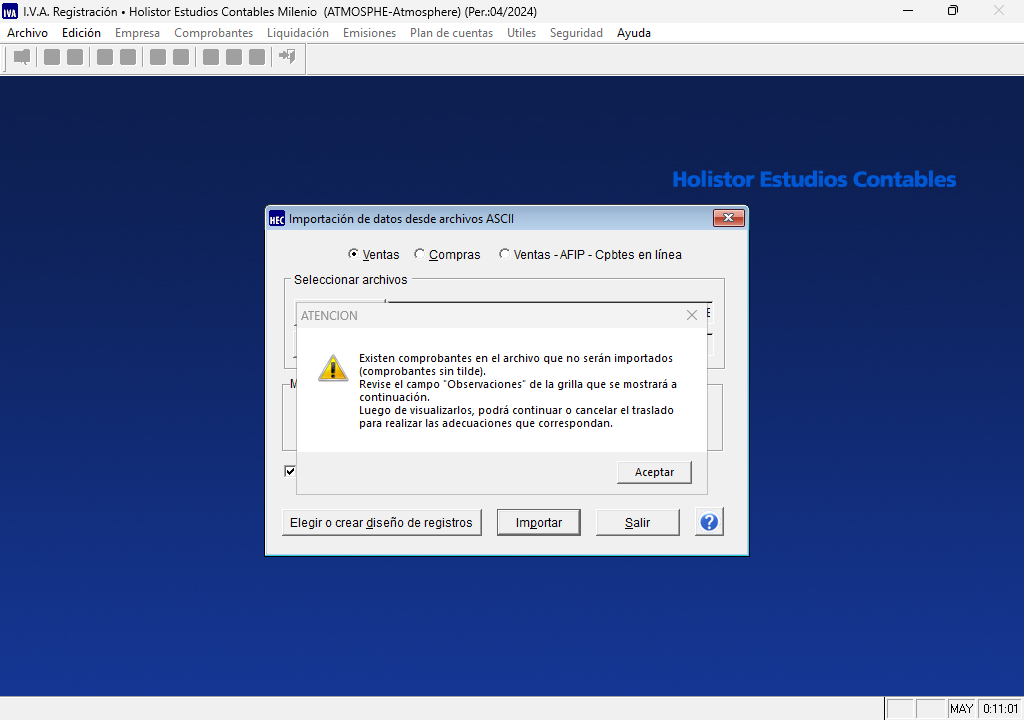 IVA I.V.A. Registración • Holistor Estudios Contables Milenio (ATMOSPHE-Atmosphere) (Per.:04/2024)
Archivo Edición Empresa Comprobantes Liquidación Emisiones Plan de cuentas Utiles Seguridad Ayuda
Holistor Estudios Contables
HEC Importación de datos desde archivos ASCII
Ventas Compras Ventas - AFIP - Cpbtes en línea
Seleccionar archivos
ATENCION
Existen comprobantes en el archivo que no serán importados
(comprobantes sin tilde).
Revise el campo "Observaciones" de la grilla que se mostrará a
continuación.
Luego de visualizarlos, podrá continuar o cancelar el traslado
para realizar las adecuaciones que correspondan.
Aceptar
Elegir o crear diseño de registros Importar Salir ?
MAY 0:11:01